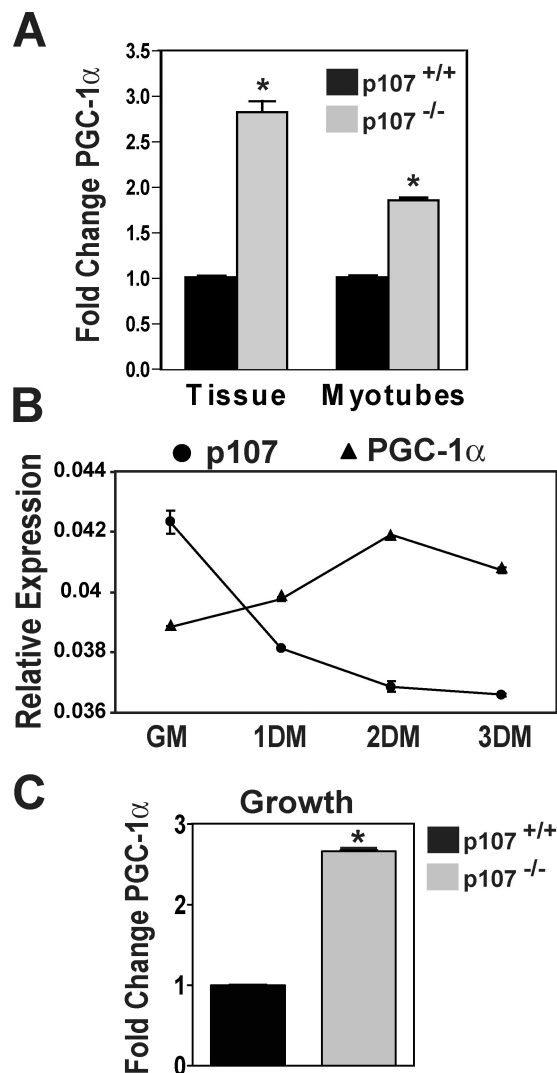 A
Fold Change PGC-1α
3.5
3.0
2.5
2.0
1.5
1.0
0.5
0.0
p107 +/+
p107 -/-
*
*
Tissue
Myotubes
B
p107
PGC-1α
Relative Expression
0.044
0.042
0.04
0.038
0.036
GM
1DM
2DM
3DM
C
Growth
Fold Change PGC-1α
3
2
1
0
*
p107 +/+
p107 -/-